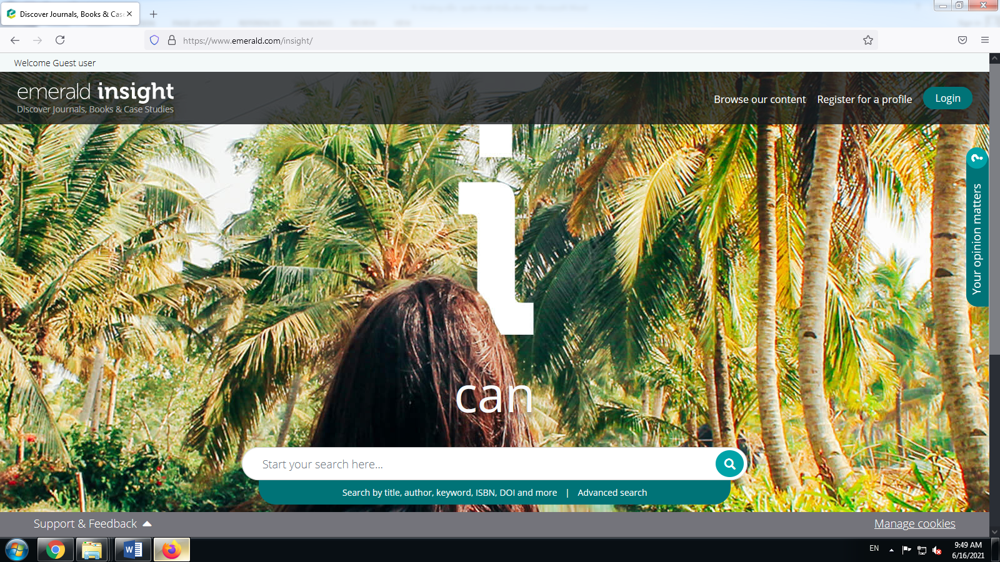 Discover Journals, Books & Cas
https://www.emerald.com/insight/
Welcome Guest user
emerald insight
Discover Journals, Books & Case Studies
Browse our content
Register for a profile
Login
i
can
Your opinion matters
?
Start your search here...
Search by title, author, keyword, ISBN, DOI and more | Advanced search
Support & Feedback
Manage cookies
EN
9:49 AM
6/16/2021